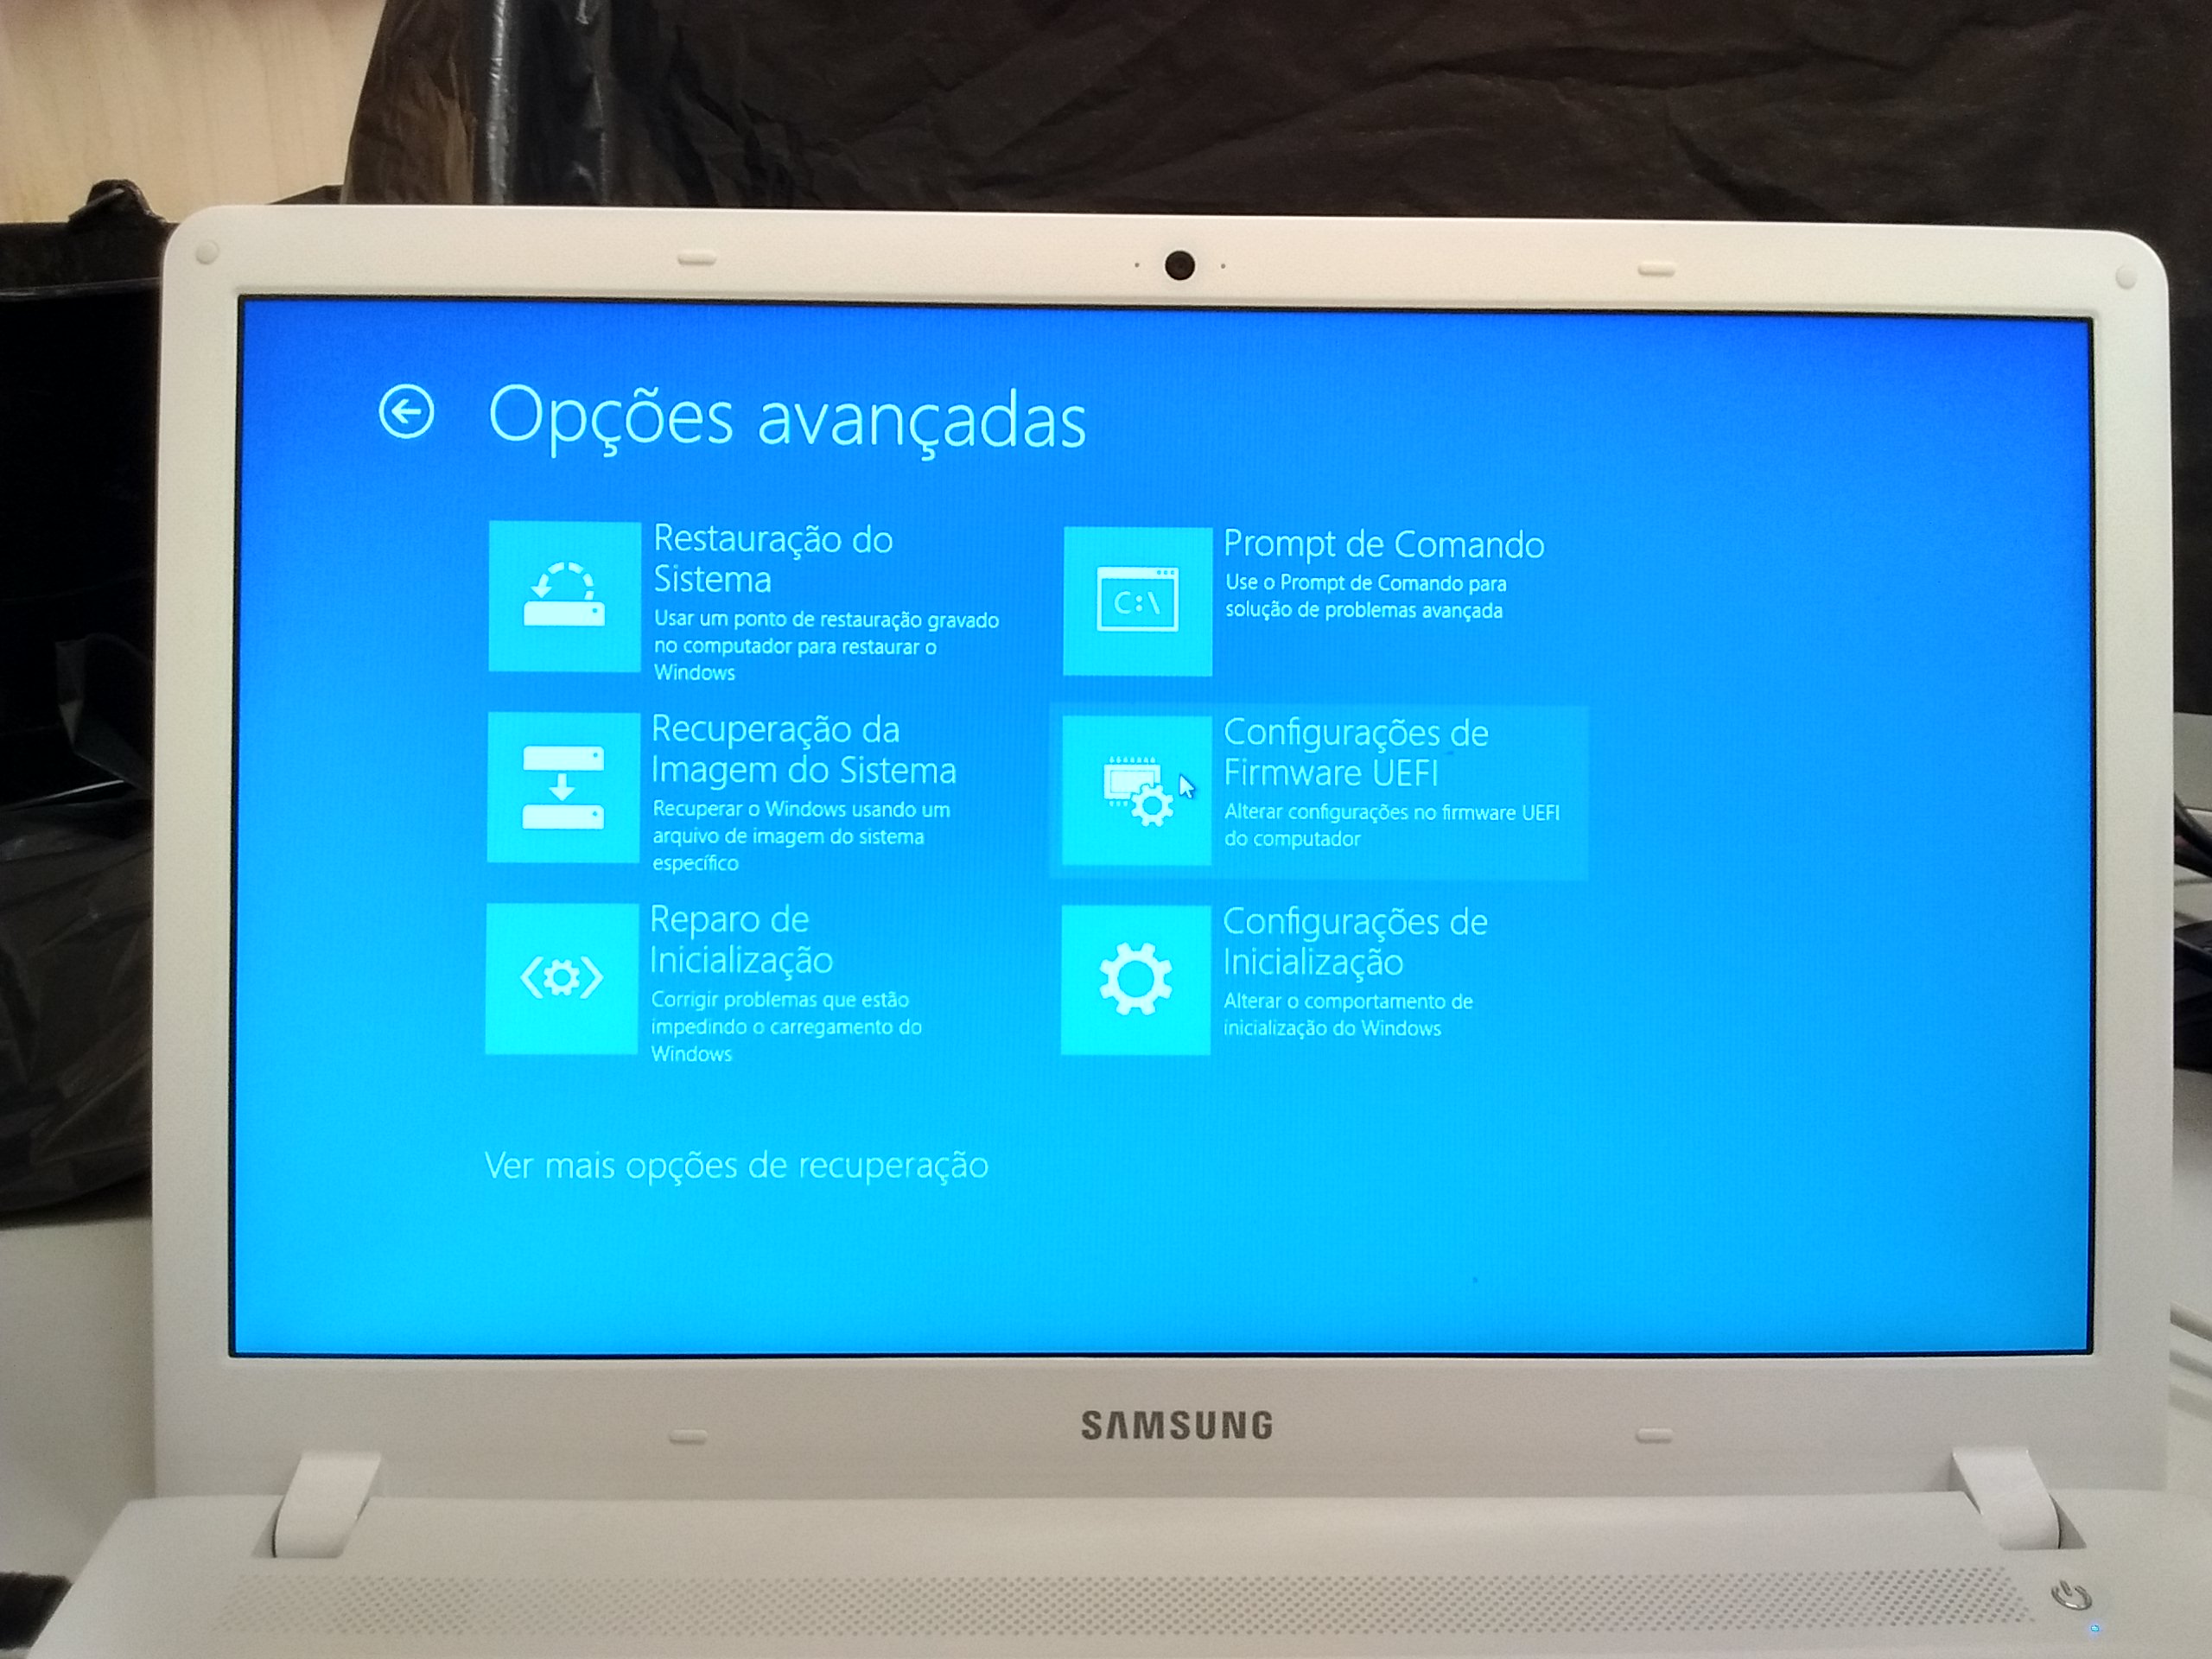 Opções avançadas
Restauração do
Sistema
Usar um ponto de restauração gravado
no computador para restaurar o
Windows
Recuperação da
Imagem do Sistema
Recuperar o Windows usando um
arquivo de imagem do sistema
específico
Reparo de
Inicialização
Corrigir problemas que estão
impedindo o carregamento do
Windows
Prompt de Comando
Use o Prompt de Comando para
solução de problemas avançada
C:\
Configurações de
Firmware UEFI
Alterar configurações no firmware UEFI
do computador
Configurações de
Inicialização
Alterar o comportamento de
inicialização do Windows
Ver mais opções de recuperação
SAMSUNG